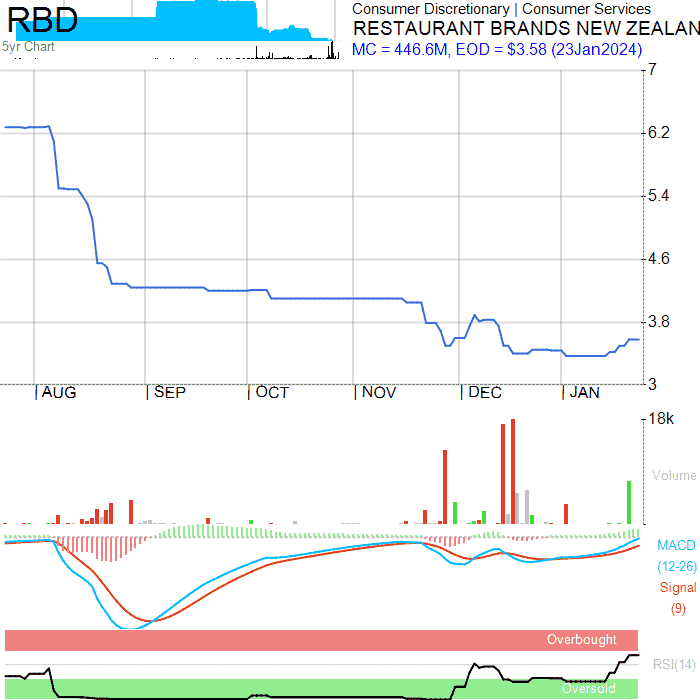 RBD
5yr Chart
Consumer Discretionary | Consumer Services
RESTAURANT BRANDS NEW ZEALAN
MC = 446.6M, EOD = $3.58 (23Jan2024)
7
6.2
5.4
4.6
3.8
3
AUG
SEP
OCT
NOV
DEC
JAN
18k
Volume
MACD
(12-26)
Signal
(9)
Overbought
RSI(14)
Oversold